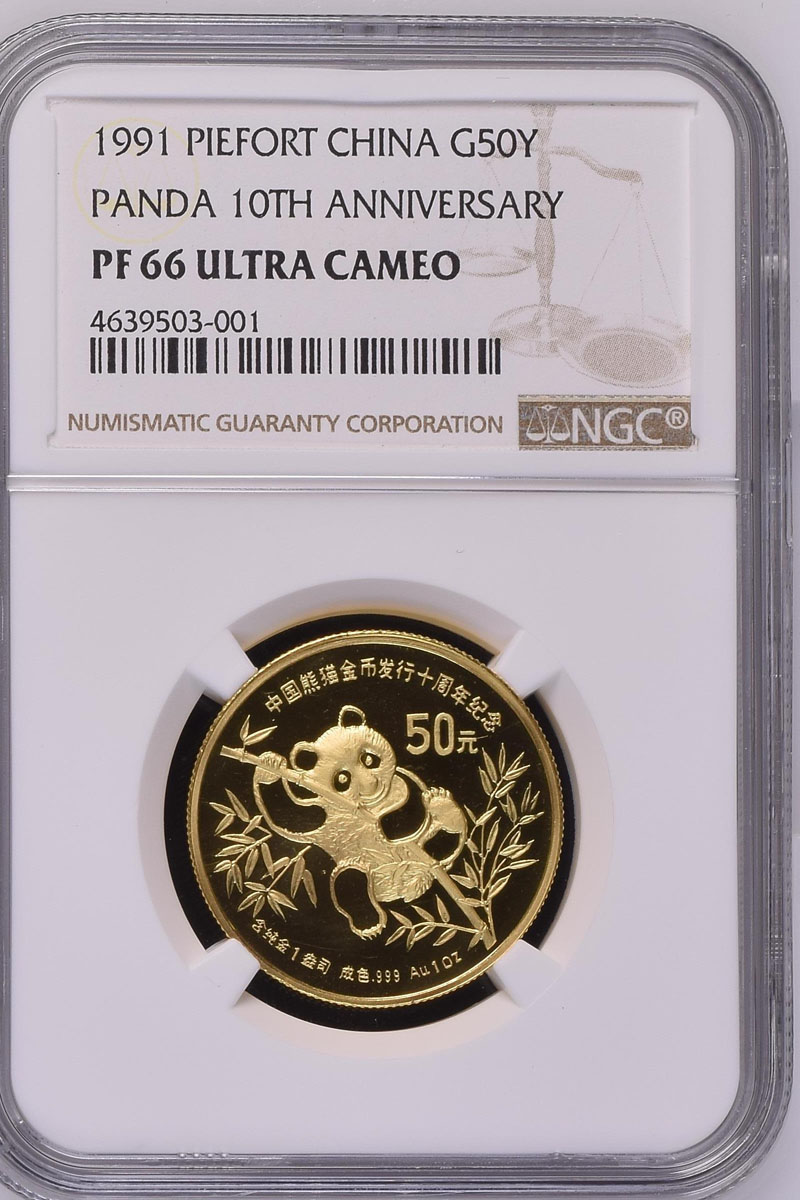 1991 PIEFORT CHINA G50Y
PANDA 10TH ANNIVERSARY
PF 66 ULTRA CAMEO
4639503-001
NUMISMATIC GUARANTY CORPORATION
NGC®
中国熊猫金币发行十周年纪念
50元
含纯金1盎司 成色.999 Au1oz